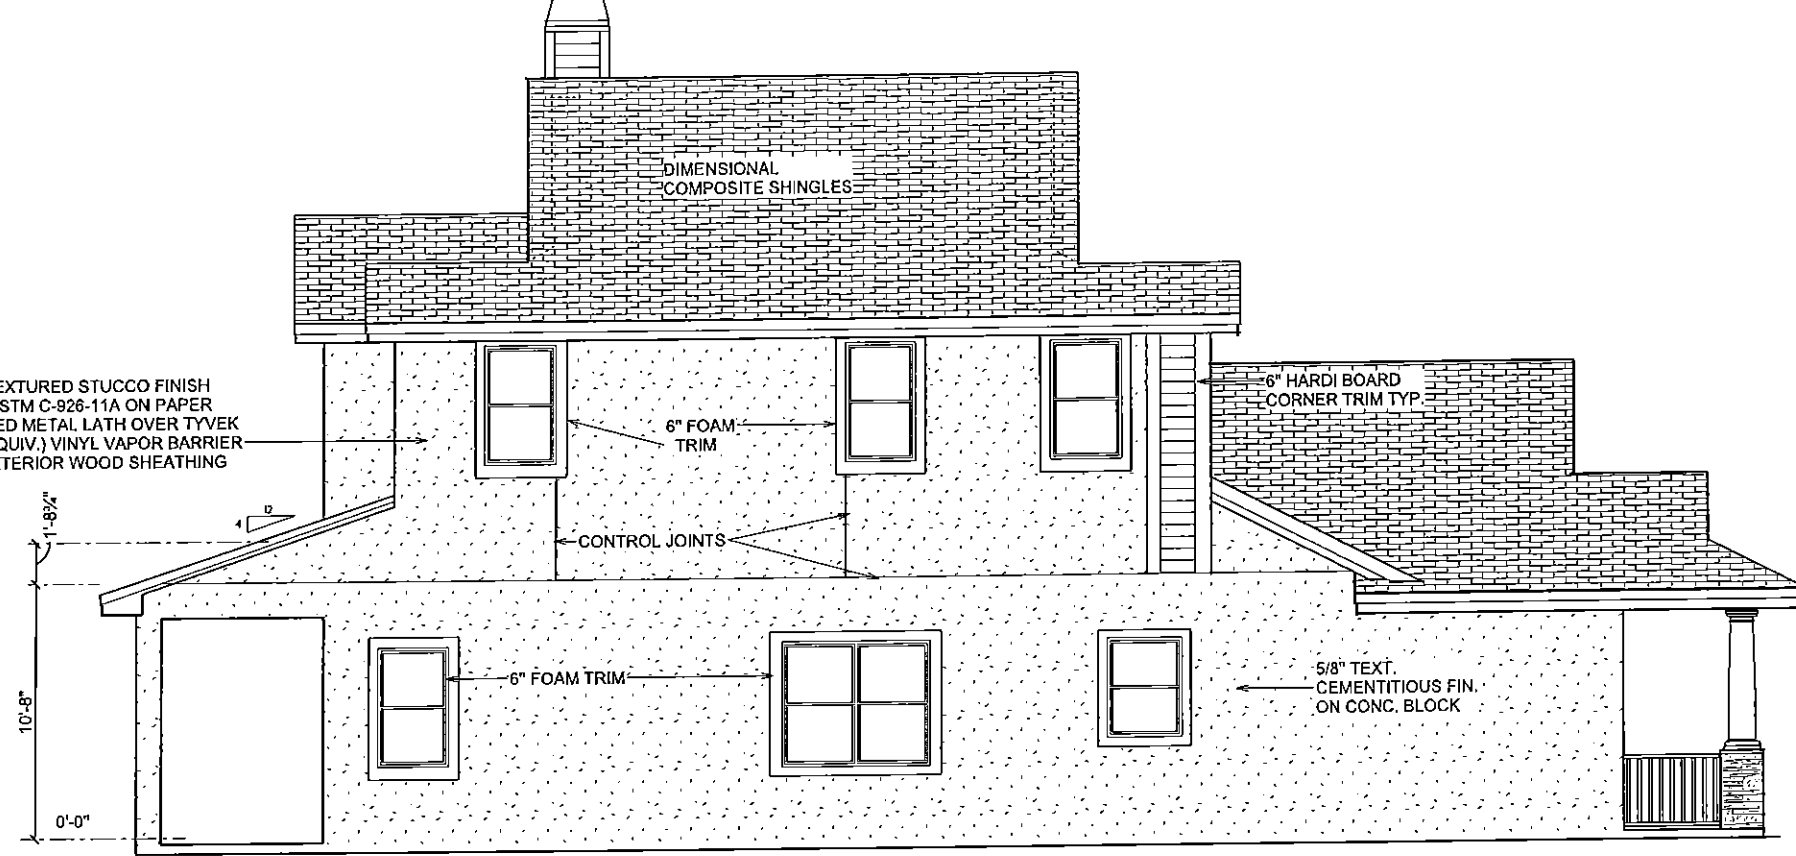 DIMENSIONAL
COMPOSITE SHINGLES
EXTURED STUCCO FINISH
STM C-926-11A ON PAPER
ED METAL LATH OVER TYVEK
QUIV.) VINYL VAPOR BARRIER
TERIOR WOOD SHEATHING
6" FOAM
TRIM
6" HARDI BOARD
CORNER TRIM TYP.
1'-8¾"
4
12
CONTROL JOINTS
6" FOAM TRIM
5/8" TEXT.
CEMENTITIOUS FIN.
ON CONC. BLOCK
10'-8"
0'-0"